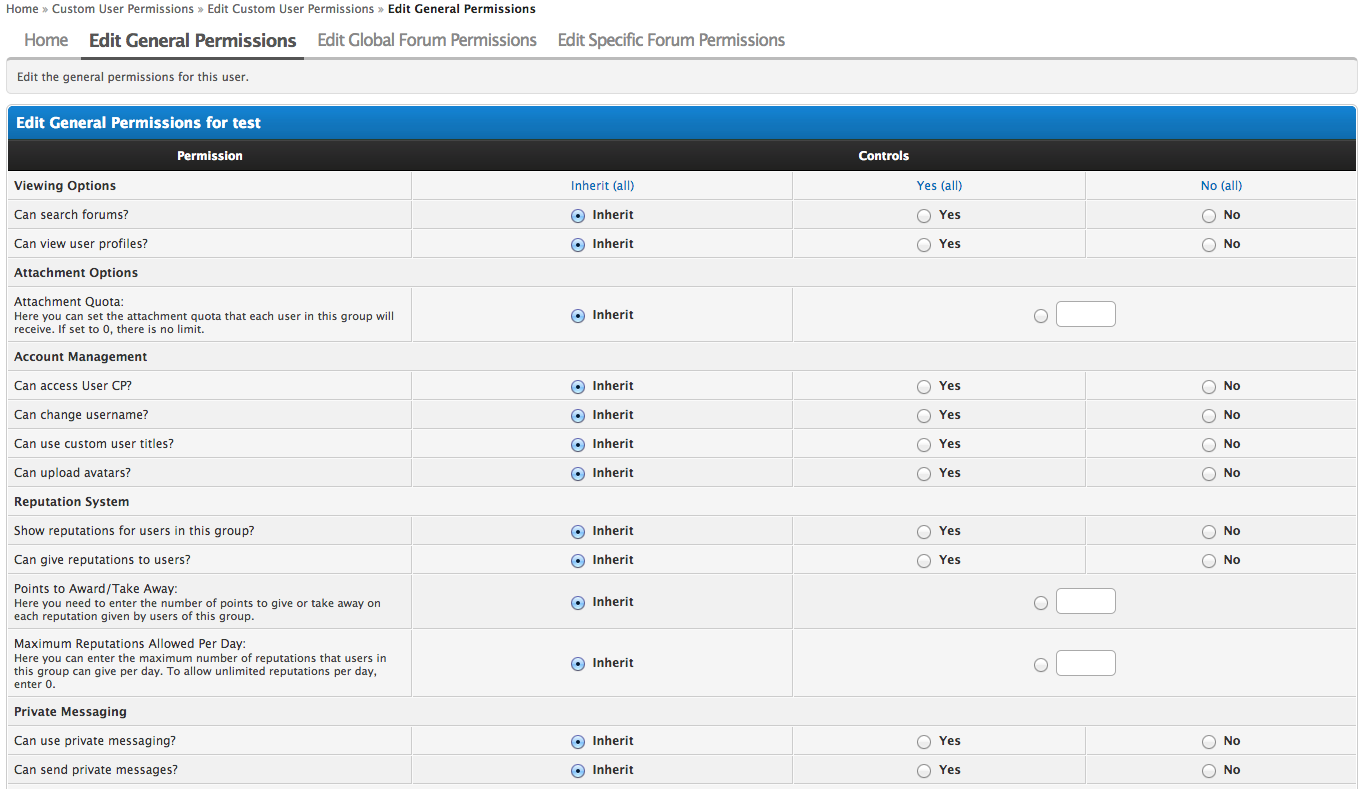 Home » Custom User Permissions » Edit Custom User Permissions » Edit General Permissions
Home Edit General Permissions Edit Global Forum Permissions Edit Specific Forum Permissions
Edit the general permissions for this user.
Edit General Permissions for test
Permission Controls
Viewing Options Inherit (all) Yes (all) No (all)
Can search forums? Inherit Yes No
Can view user profiles? Inherit Yes No
Attachment Options
Attachment Quota:
Here you can set the attachment quota that each user in this group will
receive. If set to 0, there is no limit.
Inherit
Account Management
Can access User CP? Inherit Yes No
Can change username? Inherit Yes No
Can use custom user titles? Inherit Yes No
Can upload avatars? Inherit Yes No
Reputation System
Show reputations for users in this group? Inherit Yes No
Can give reputations to users? Inherit Yes No
Points to Award/Take Away:
Here you need to enter the number of points to give or take away on
each reputation given by users of this group.
Inherit
Maximum Reputations Allowed Per Day:
Here you can enter the maximum number of reputations that users in
this group can give per day. To allow unlimited reputations per day,
enter 0.
Inherit
Private Messaging
Can use private messaging? Inherit Yes No
Can send private messages? Inherit Yes No